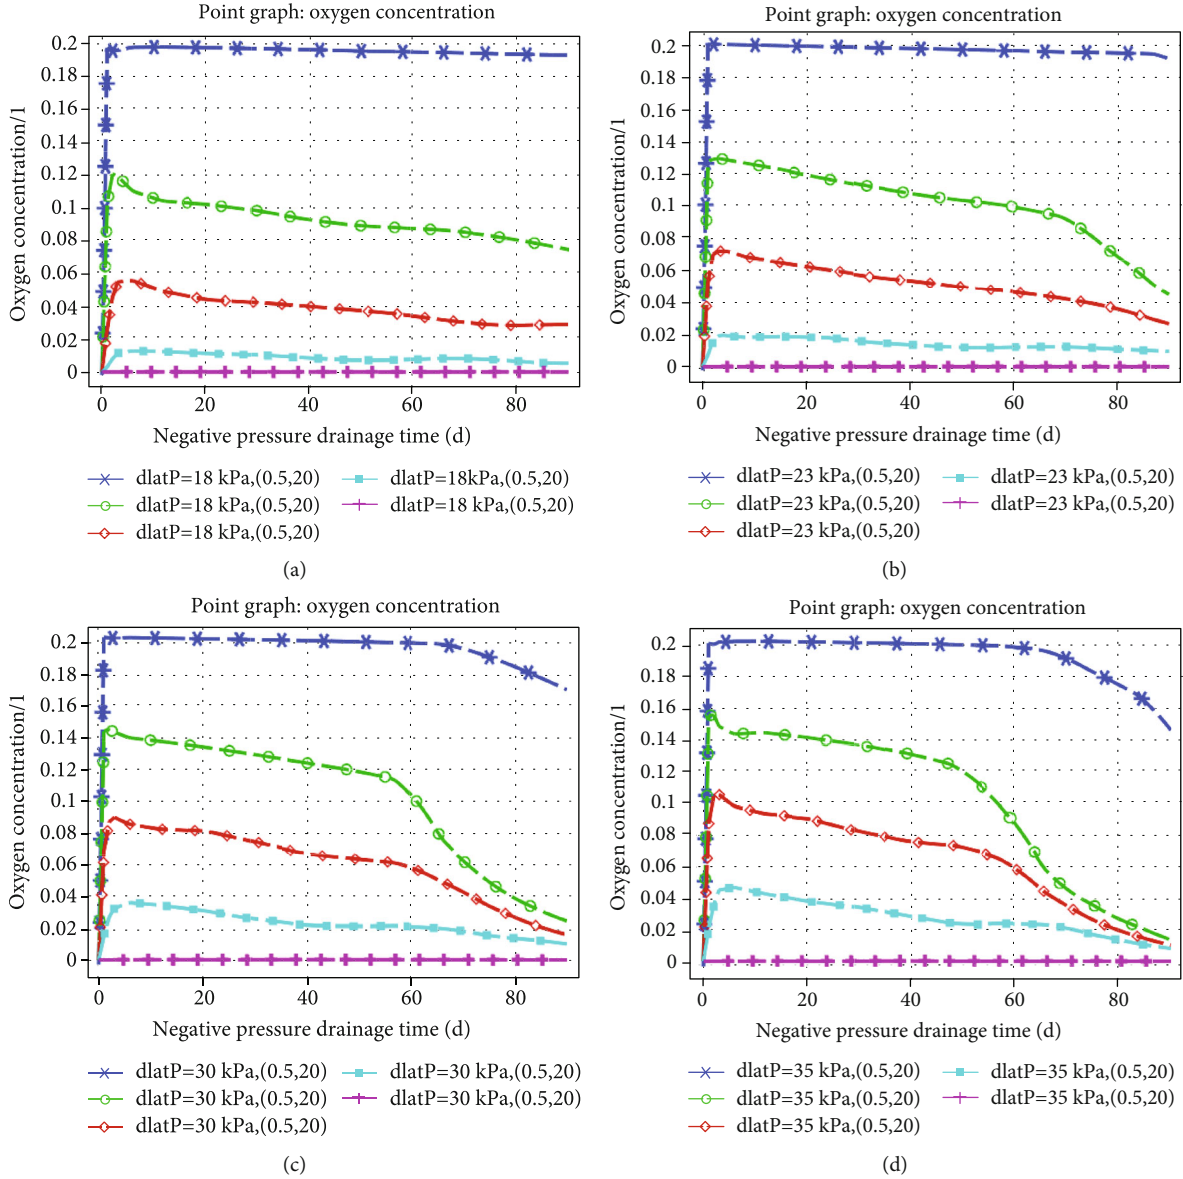 Point graph: oxygen concentration
0.2
0.18
0.16
0.14
0.12
0.1
0.08
0.06
0.04
0.02
0
Oxygen concentration/1
0 20 40 60 80
Negative pressure drainage time (d)
dlatP=18 kPa,(0.5,20) dlatP=18kPa,(0.5,20)
dlatP=18 kPa,(0.5,20) dlatP=18 kPa,(0.5,20)
dlatP=18 kPa,(0.5,20)
(a)
Point graph: oxygen concentration
0.2
0.18
0.16
0.14
0.12
0.1
0.08
0.06
0.04
0.02
0
Oxygen concentration/1
0 20 40 60 80
Negative pressure drainage time (d)
dlatP=23 kPa,(0.5,20) dlatP=23 kPa,(0.5,20)
dlatP=23 kPa,(0.5,20) dlatP=23 kPa,(0.5,20)
dlatP=23 kPa,(0.5,20)
(b)
Point graph: oxygen concentration
0.2
0.18
0.16
0.14
0.12
0.1
0.08
0.06
0.04
0.02
0
Oxygen concentration/1
0 20 40 60 80
Negative pressure drainage time (d)
dlatP=30 kPa,(0.5,20) dlatP=30 kPa,(0.5,20)
dlatP=30 kPa,(0.5,20) dlatP=30 kPa,(0.5,20)
dlatP=30 kPa,(0.5,20)
(c)
Point graph: oxygen concentration
0.2
0.18
0.16
0.14
0.12
0.1
0.08
0.06
0.04
0.02
0
Oxygen concentration/1
0 20 40 60 80
Negative pressure drainage time (d)
dlatP=35 kPa,(0.5,20) dlatP=35 kPa,(0.5,20)
dlatP=35 kPa,(0.5,20) dlatP=35 kPa,(0.5,20)
dlatP=35 kPa,(0.5,20)
(d)